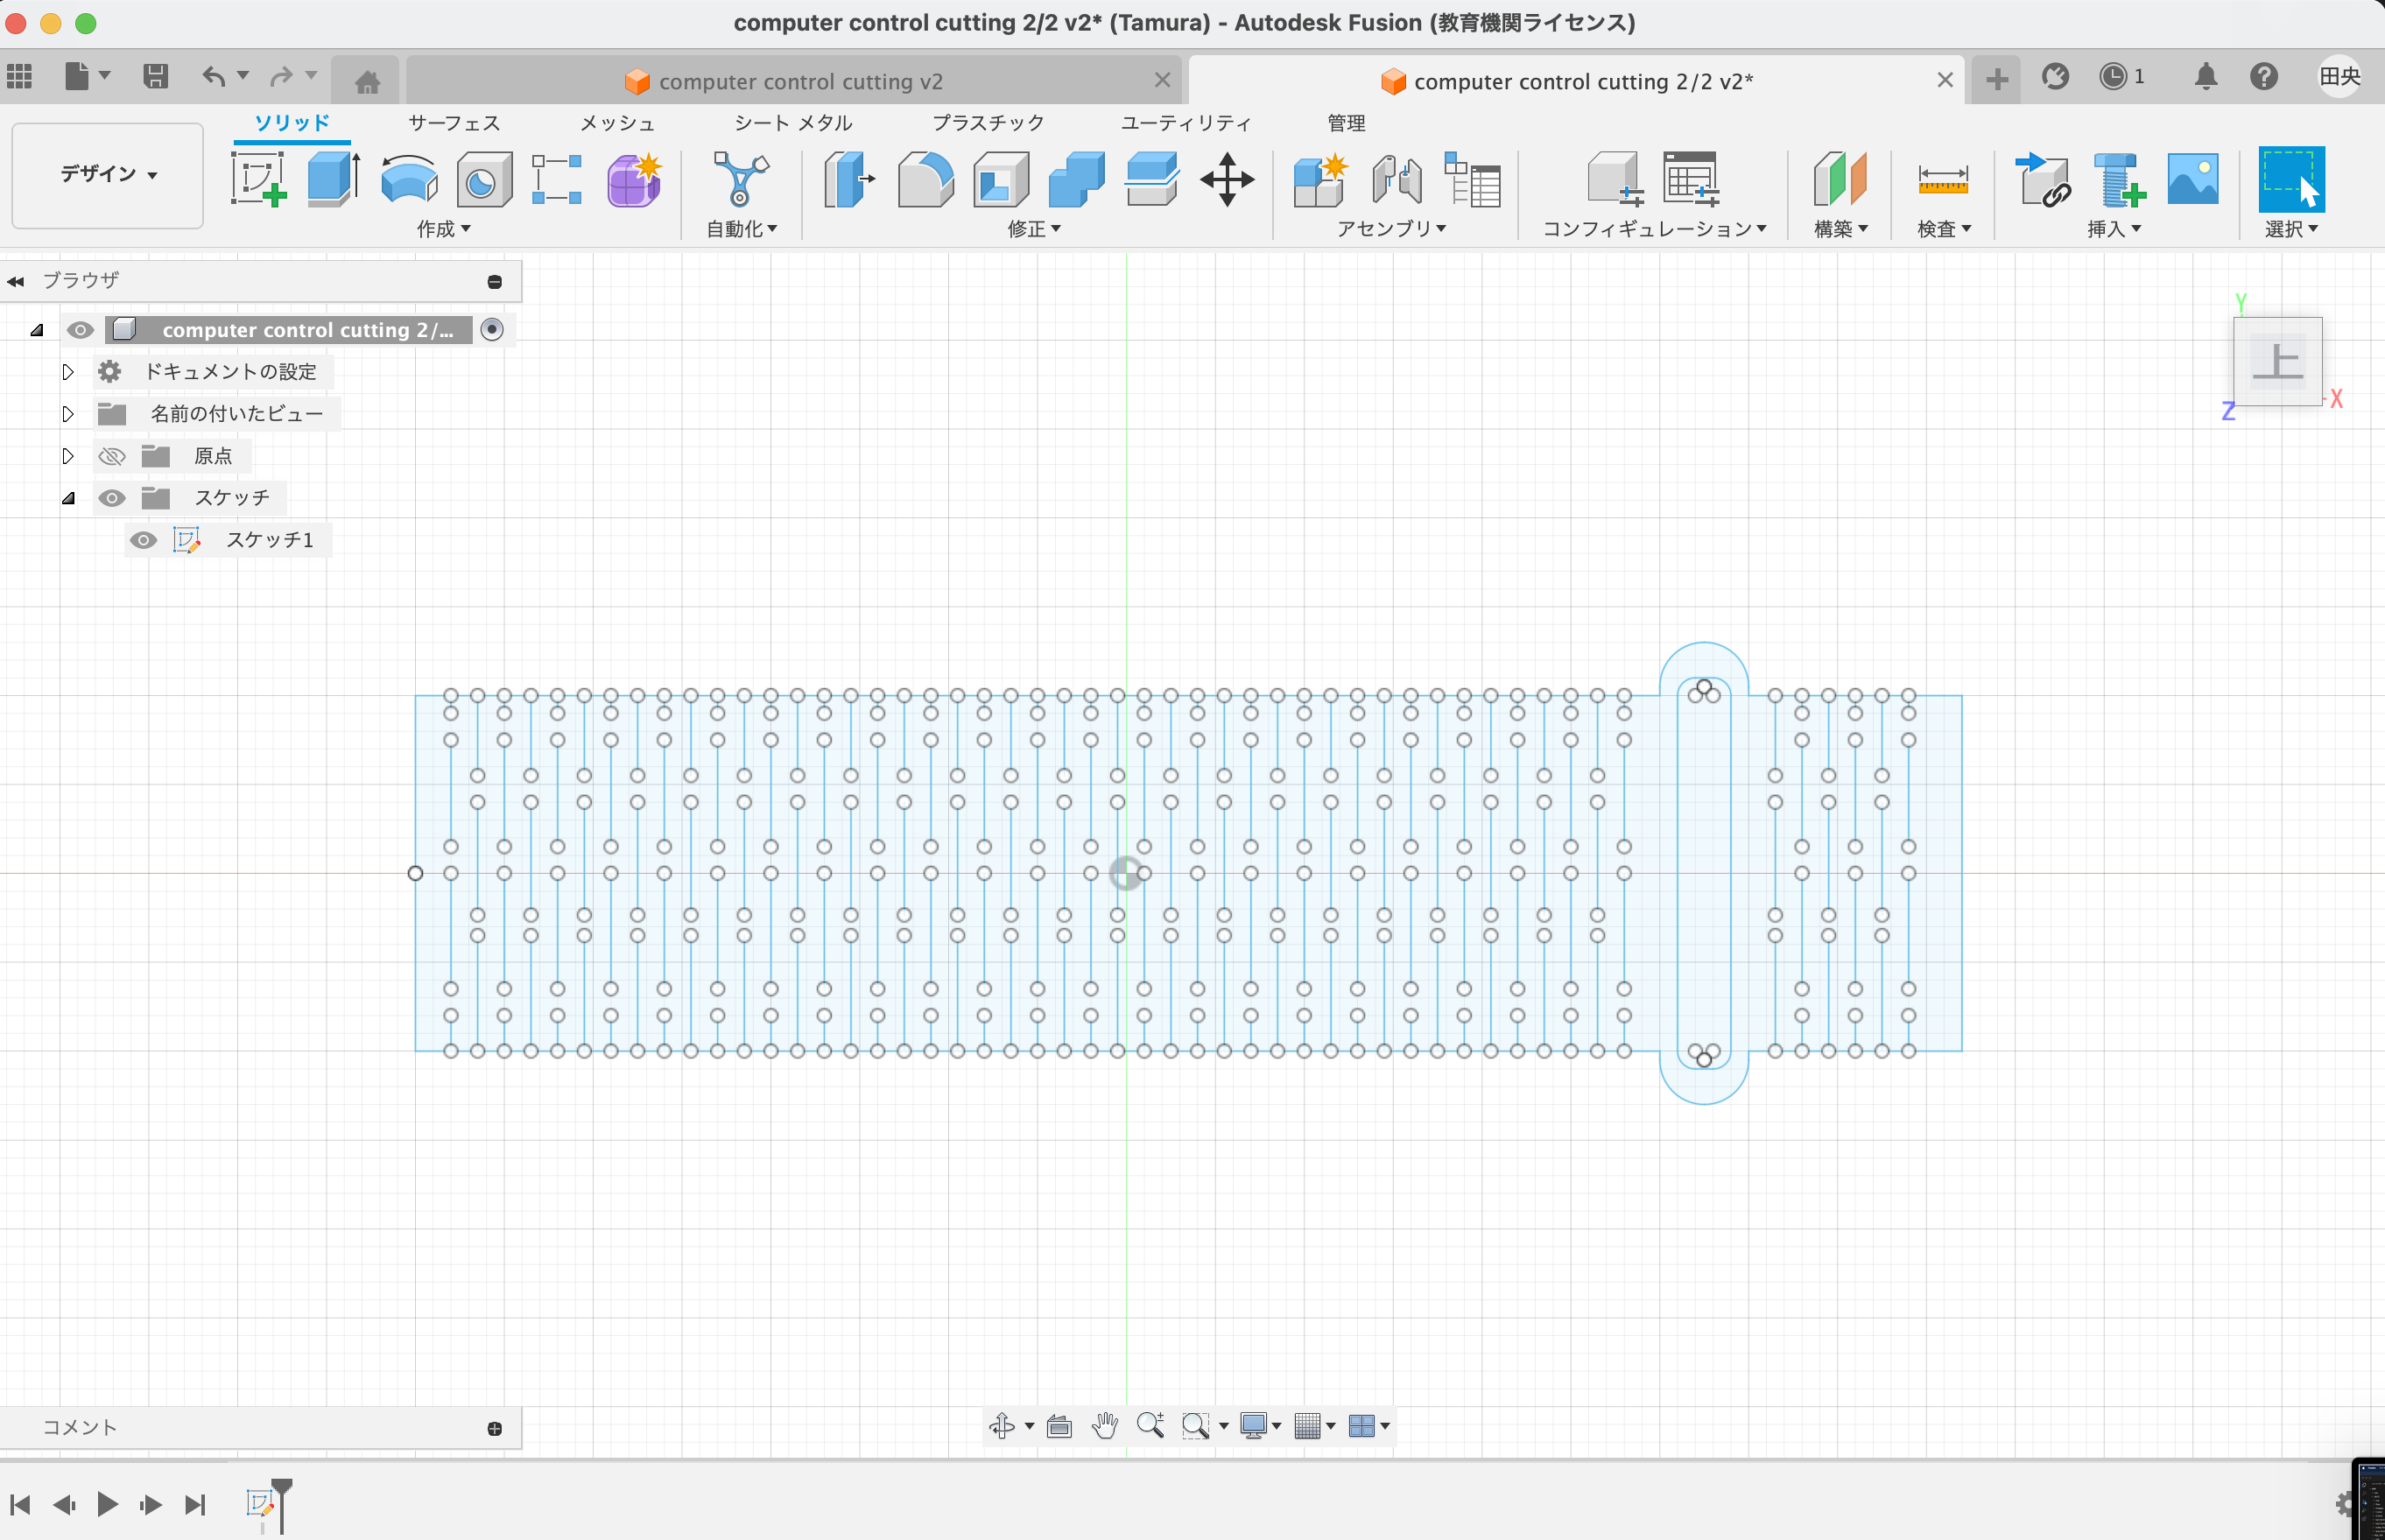 computer control cutting 2/2 v2* (Tamura) - Autodesk Fusion (教育機関ライセンス)
computer control cutting v2
computer control cutting 2/2 v2*
1
田央
デザイン
ソリッド
サーフェス
メッシュ
シート メタル
プラスチック
ユーティリティ
管理
作成
自動化
修正
アセンブリ
コンフィギュレーション
構築
検査
挿入
選択
ブラウザ
computer control cutting 2/...
ドキュメントの設定
名前の付いたビュー
原点
スケッチ
スケッチ1
Y
上
X
Z
コメント